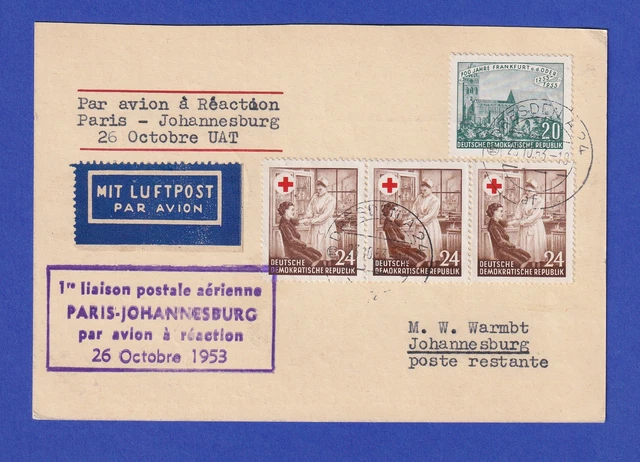 700 JAHRE FRANKFURT a.d. ODER
1253
1953
20
DEUTSCHE DEMOKRATISCHE REPUBLIK
Par avion à Réaction
Paris - Johannesburg
26 Octobre UAT
MIT LUFTPOST
PAR AVION
DEUTSCHE
DEMOKRATISCHE REPUBLIK
24
DEUTSCHE
DEMOKRATISCHE REPUBLIK
24
DEUTSCHE
DEMOKRATISCHE REPUBLIK
24
1re liaison postale aérienne
PARIS-JOHANNESBURG
par avion à réaction
26 Octobre 1953
M. W. Warmbt
Johannesburg
poste restante